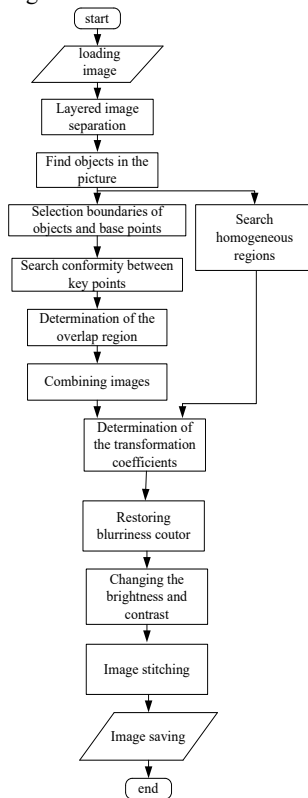 start
loading
image
Layered image
separation
Find objects in the
picture
Selection boundaries of
objects and base points
Search
homogeneous
regions
Search conformity between
key points
Determination of the
overlap region
Combining images
Determination of
the transformation
coefficients
Restoring
blurriness coutor
Changing the
brightness and
contrast
Image stitching
Image saving
end